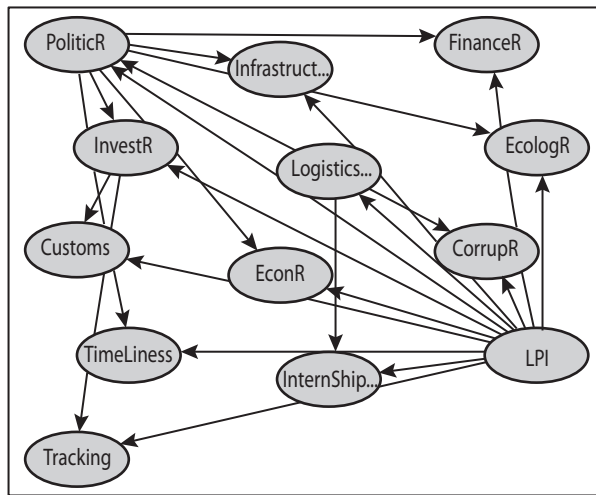 PoliticR
FinanceR
Infrastruct...
InvestR
EcologR
Logistics...
Customs
CorrupR
EconR
TimeLiness
LPI
InternShip...
Tracking